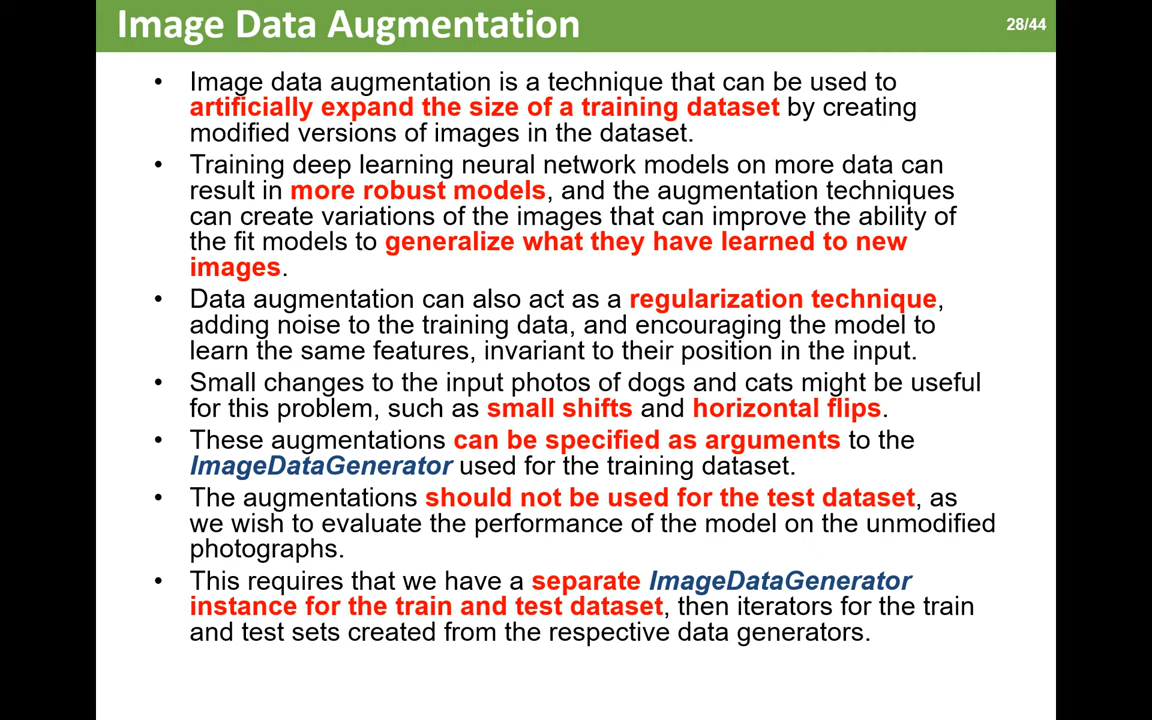 Image Data Augmentation
28/44
• Image data augmentation is a technique that can be used to
artificially expand the size of a training dataset by creating
modified versions of images in the dataset.
• Training deep learning neural network models on more data can
result in more robust models, and the augmentation techniques
can create variations of the images that can improve the ability of
the fit models to generalize what they have learned to new
images.
• Data augmentation can also act as a regularization technique,
adding noise to the training data, and encouraging the model to
learn the same features, invariant to their position in the input.
• Small changes to the input photos of dogs and cats might be useful
for this problem, such as small shifts and horizontal flips.
• These augmentations can be specified as arguments to the
ImageDataGenerator used for the training dataset.
• The augmentations should not be used for the test dataset, as
we wish to evaluate the performance of the model on the unmodified
photographs.
• This requires that we have a separate ImageDataGenerator
instance for the train and test dataset, then iterators for the train
and test sets created from the respective data generators.